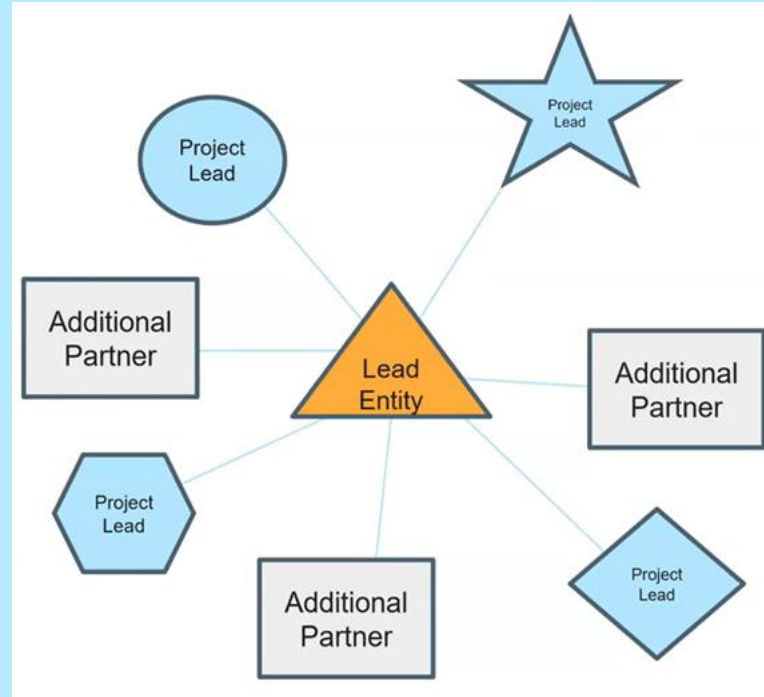 Project
Lead
Project
Lead
Additional
Partner
Lead
Entity
Additional
Partner
Project
Lead
Project
Lead
Additional
Partner